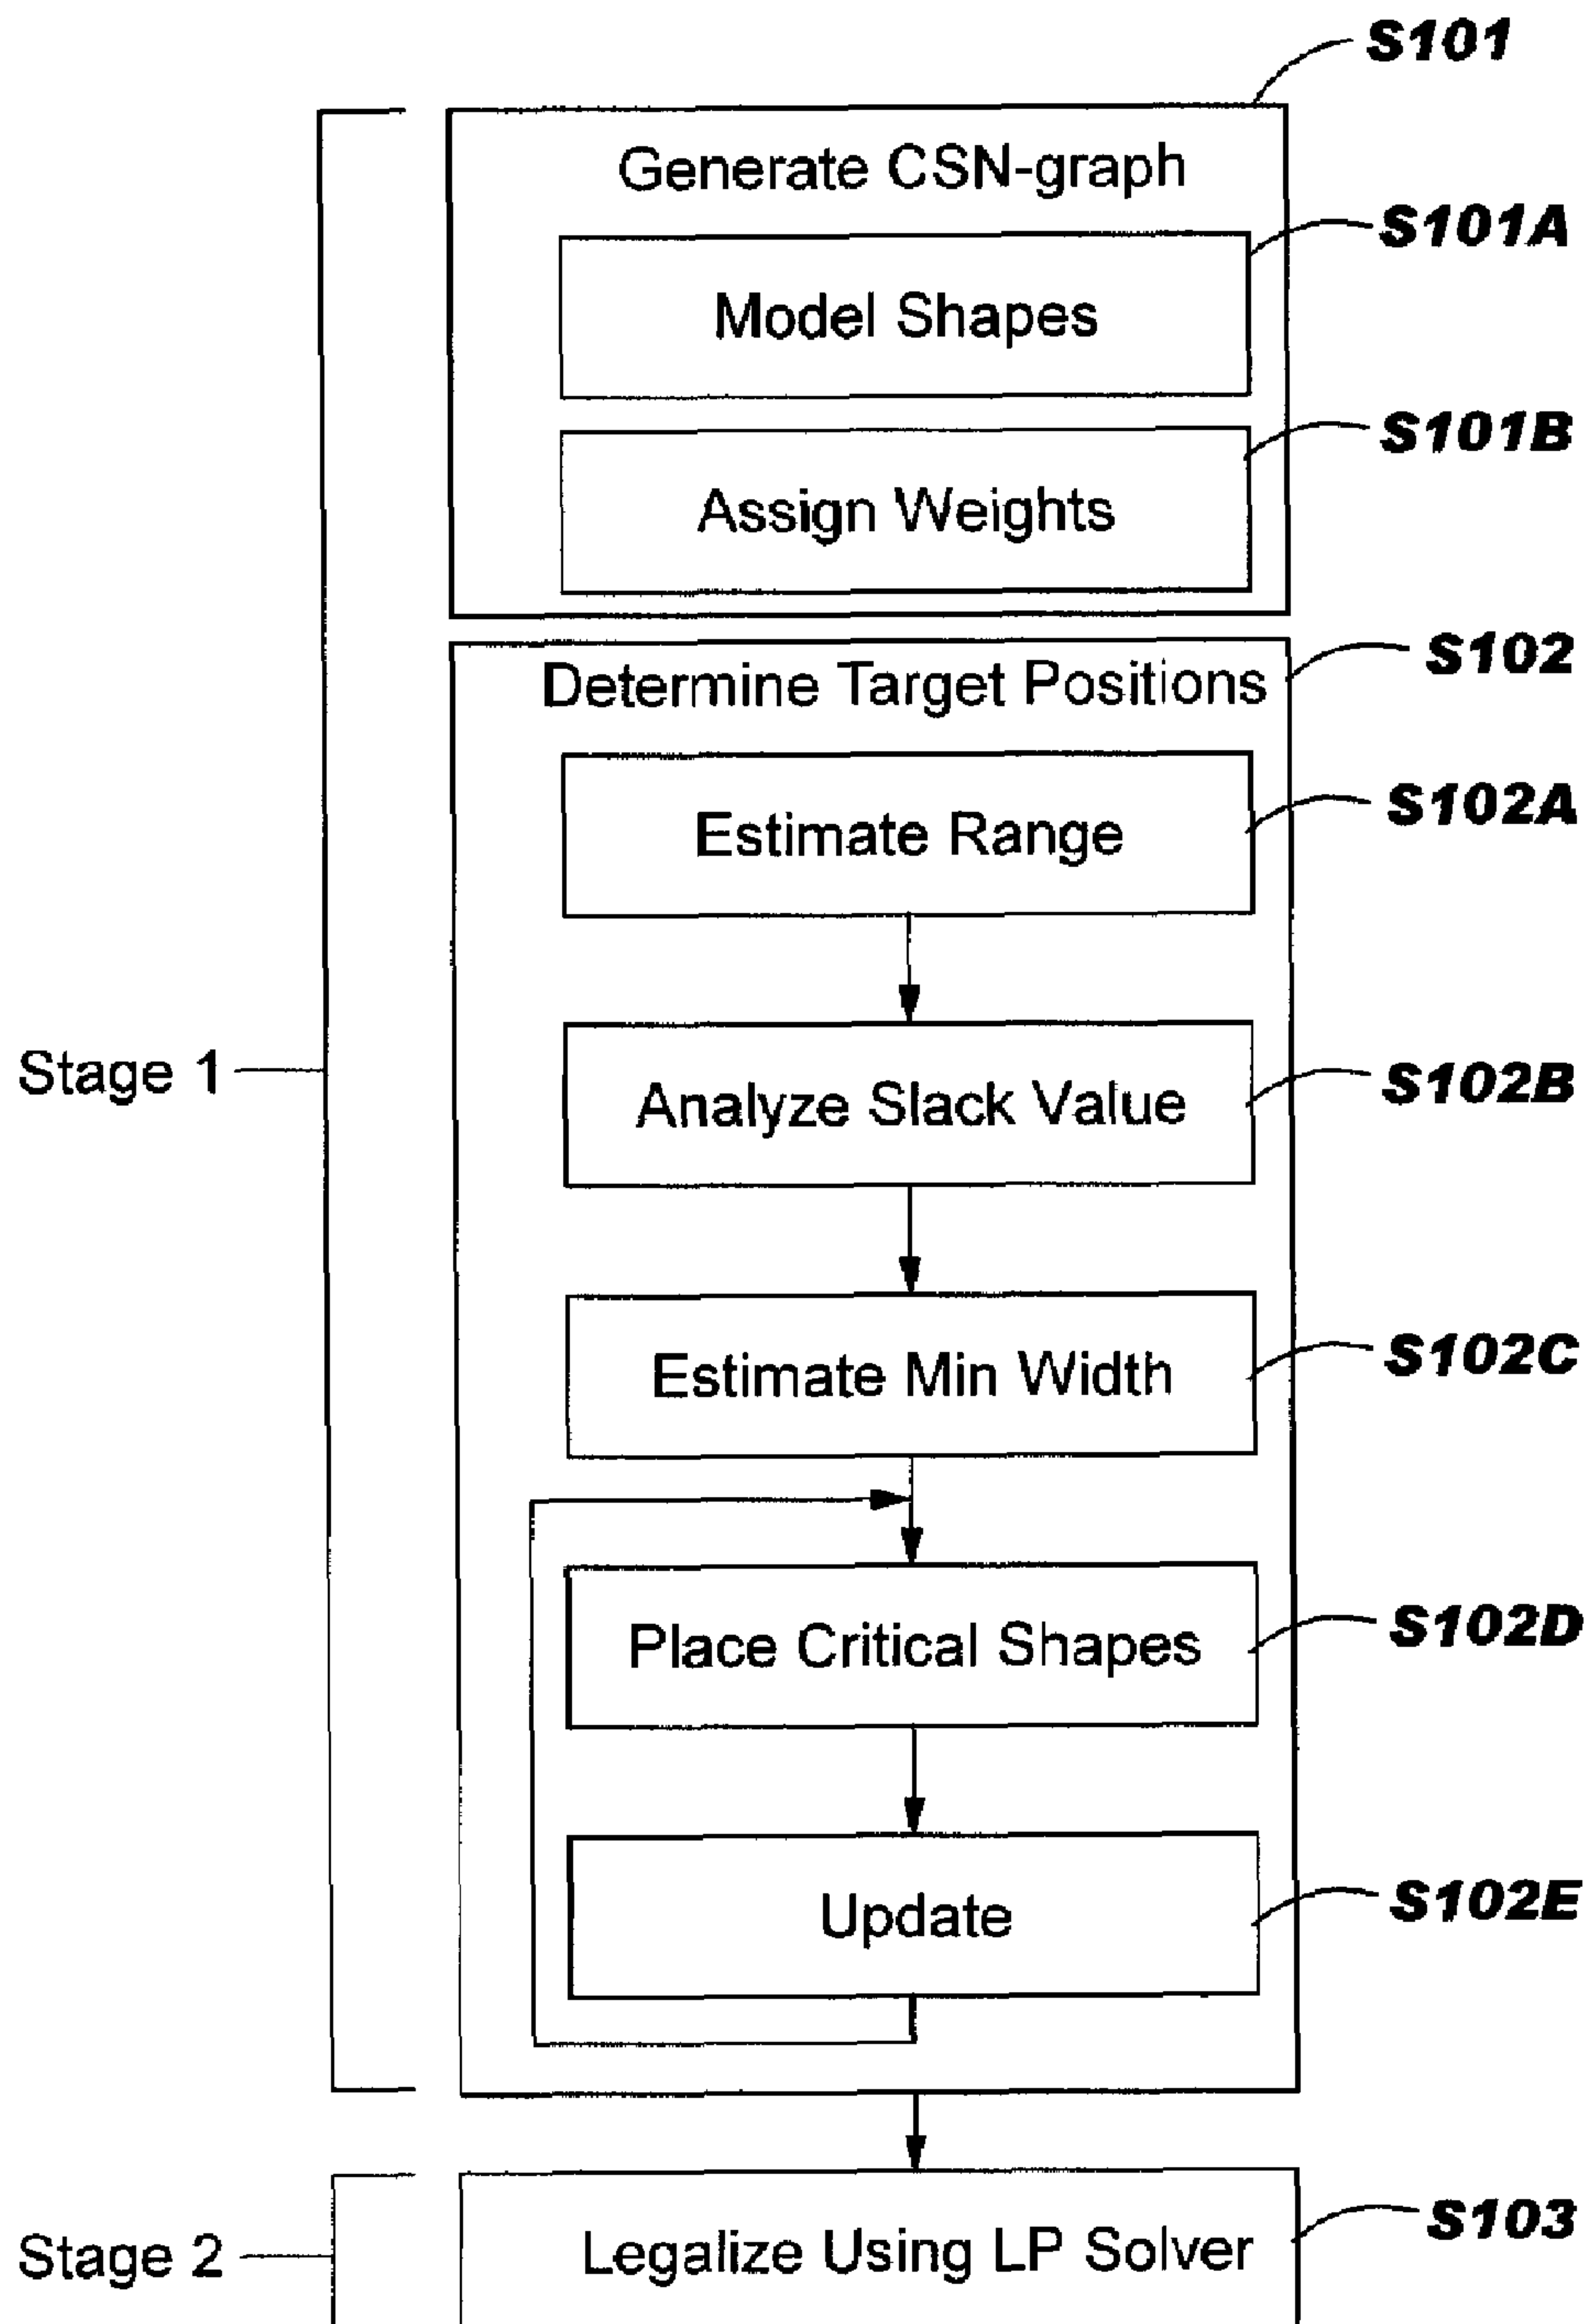 S101
Generate CSN-graph
S101A
Model Shapes
S101B
Assign Weights
S102
Determine Target Positions
S102A
Estimate Range
Stage 1
S102B
Analyze Slack Value
S102C
Estimate Min Width
S102D
Place Critical Shapes
S102E
Update
S103
Stage 2
Legalize Using LP Solver